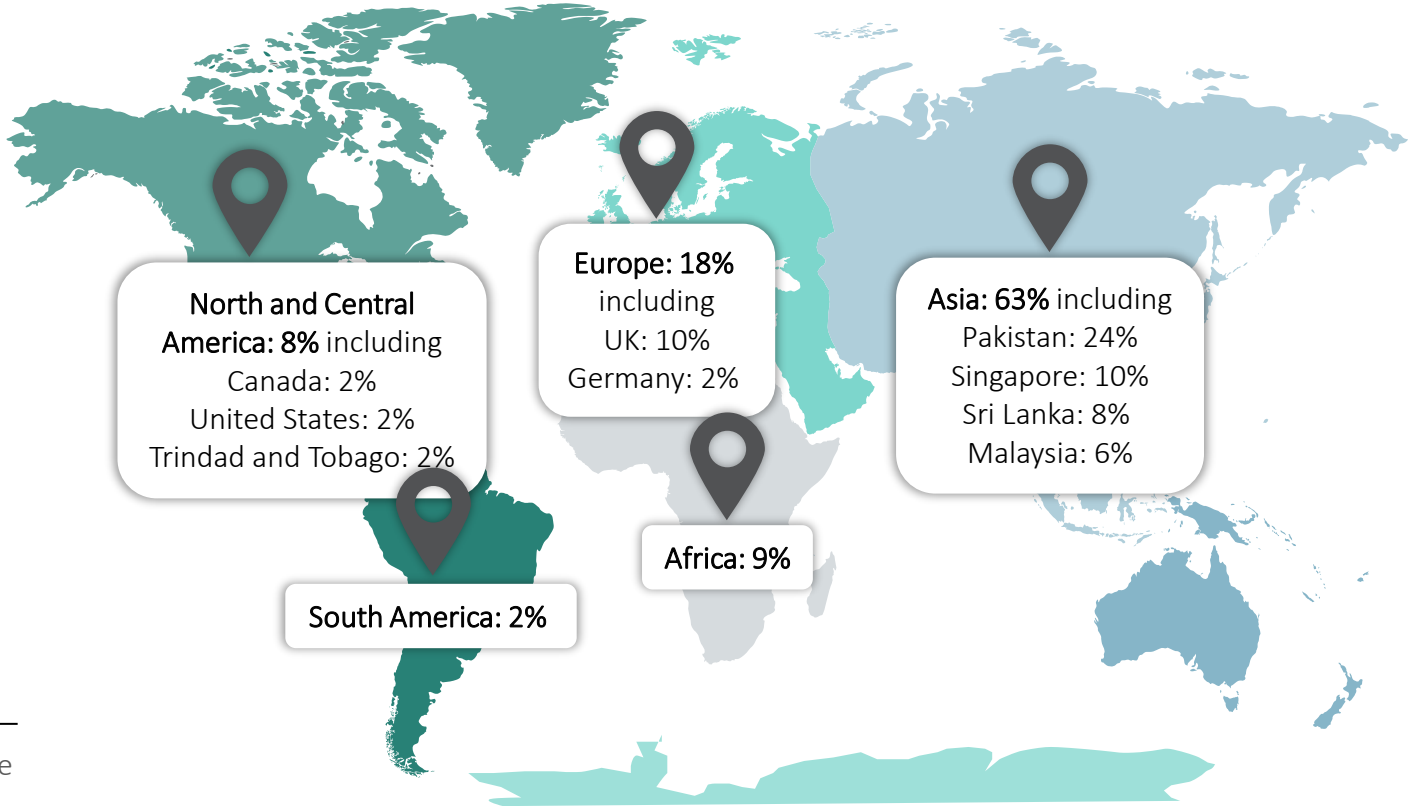 North and Central
America: 8% including
Canada: 2%
United States: 2%
Trinidad and Tobago: 2%
Europe: 18%
including
UK: 10%
Germany: 2%
Asia: 63% including
Pakistan: 24%
Singapore: 10%
Sri Lanka: 8%
Malaysia: 6%
Africa: 9%
South America: 2%
e